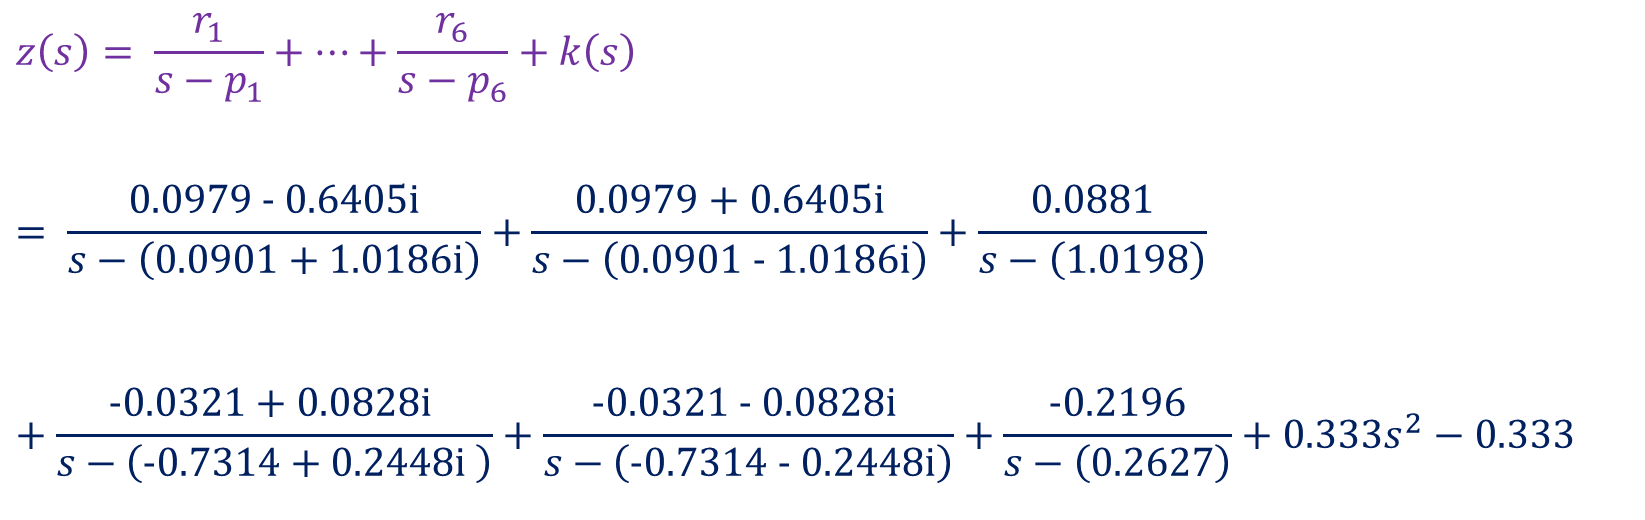 z(s) = r₁/(s − p₁) + ⋯ + r₆/(s − p₆) + k(s)
= (0.0979 - 0.6405i)/(s − (0.0901 + 1.0186i)) + (0.0979 + 0.6405i)/(s − (0.0901 - 1.0186i)) + 0.0881/(s − (1.0198))
+ (-0.0321 + 0.0828i)/(s − (-0.7314 + 0.2448i )) + (-0.0321 - 0.0828i)/(s − (-0.7314 - 0.2448i)) + -0.2196/(s − (0.2627)) + 0.333s² − 0.333